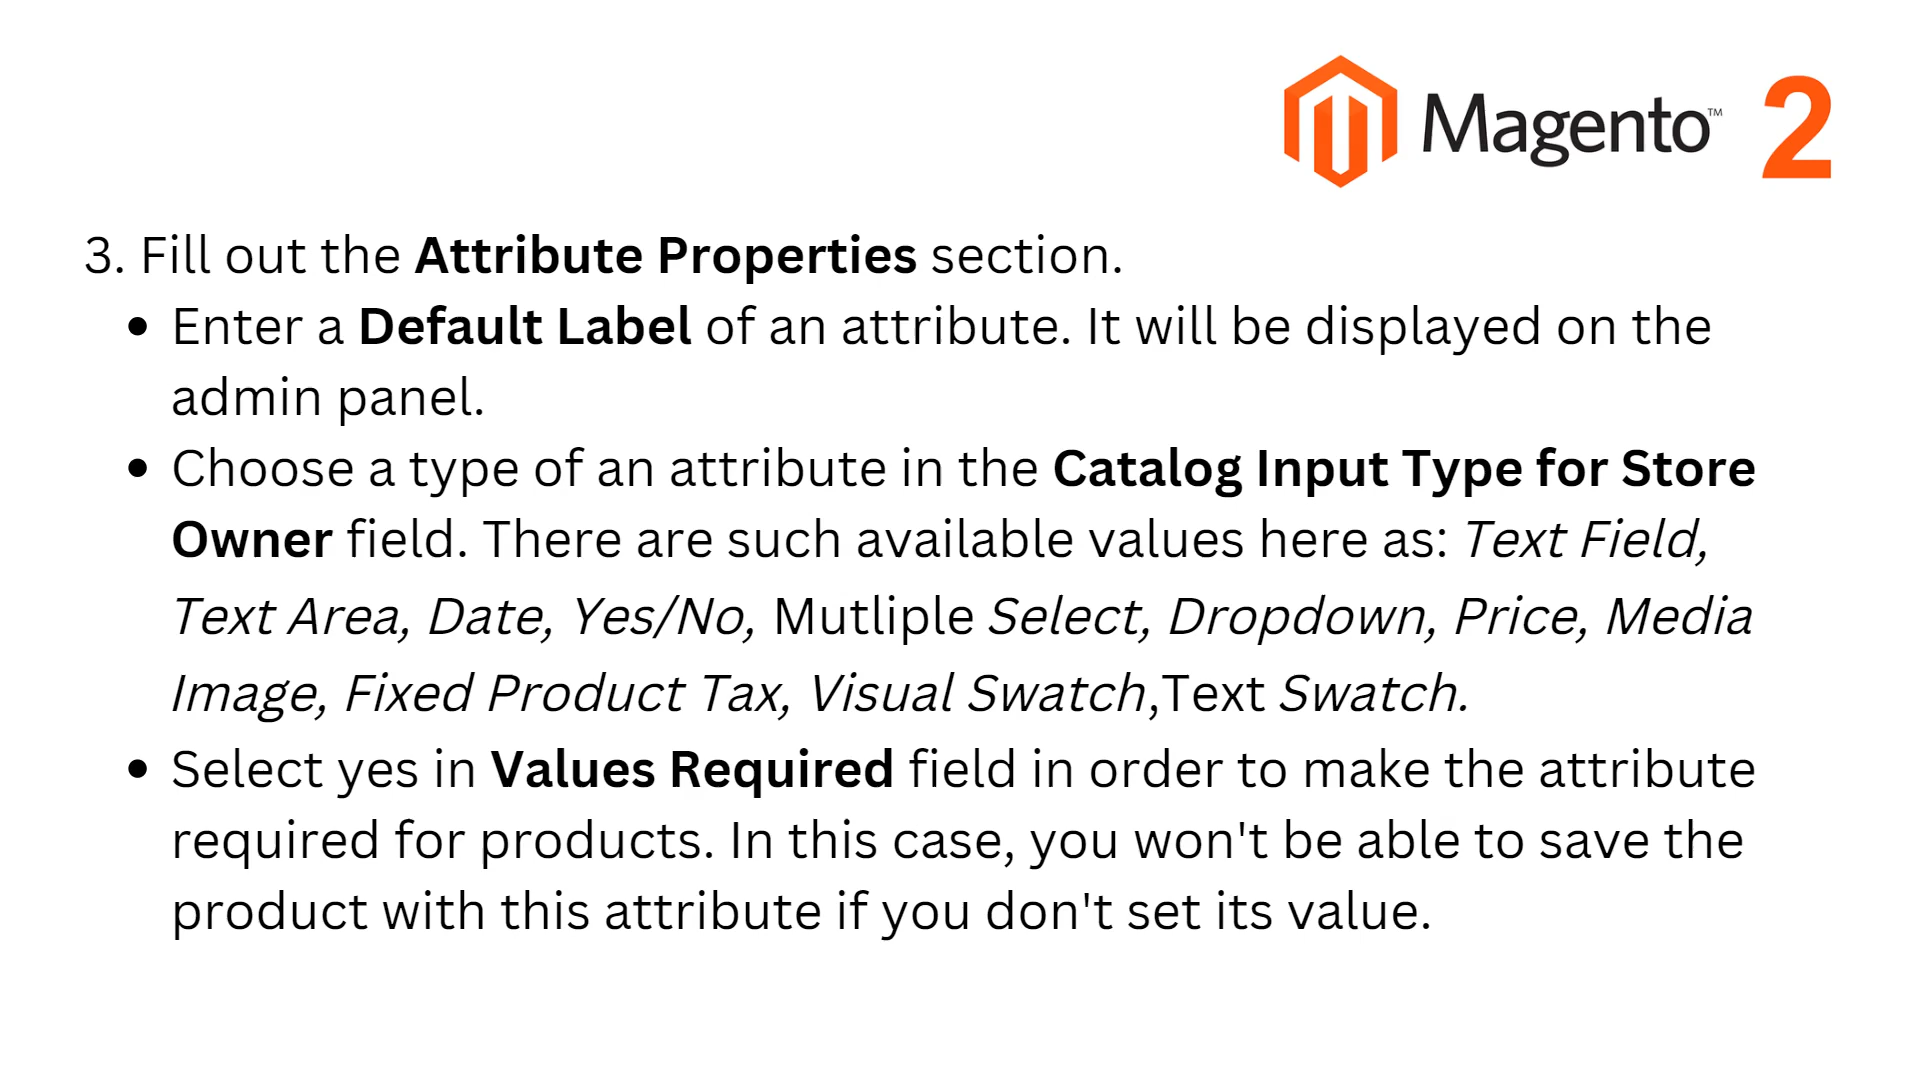 Magento™ 2
3. Fill out the Attribute Properties section.
• Enter a Default Label of an attribute. It will be displayed on the
admin panel.
• Choose a type of an attribute in the Catalog Input Type for Store
Owner field. There are such available values here as: Text Field,
Text Area, Date, Yes/No, Mutliple Select, Dropdown, Price, Media
Image, Fixed Product Tax, Visual Swatch,Text Swatch.
• Select yes in Values Required field in order to make the attribute
required for products. In this case, you won't be able to save the
product with this attribute if you don't set its value.